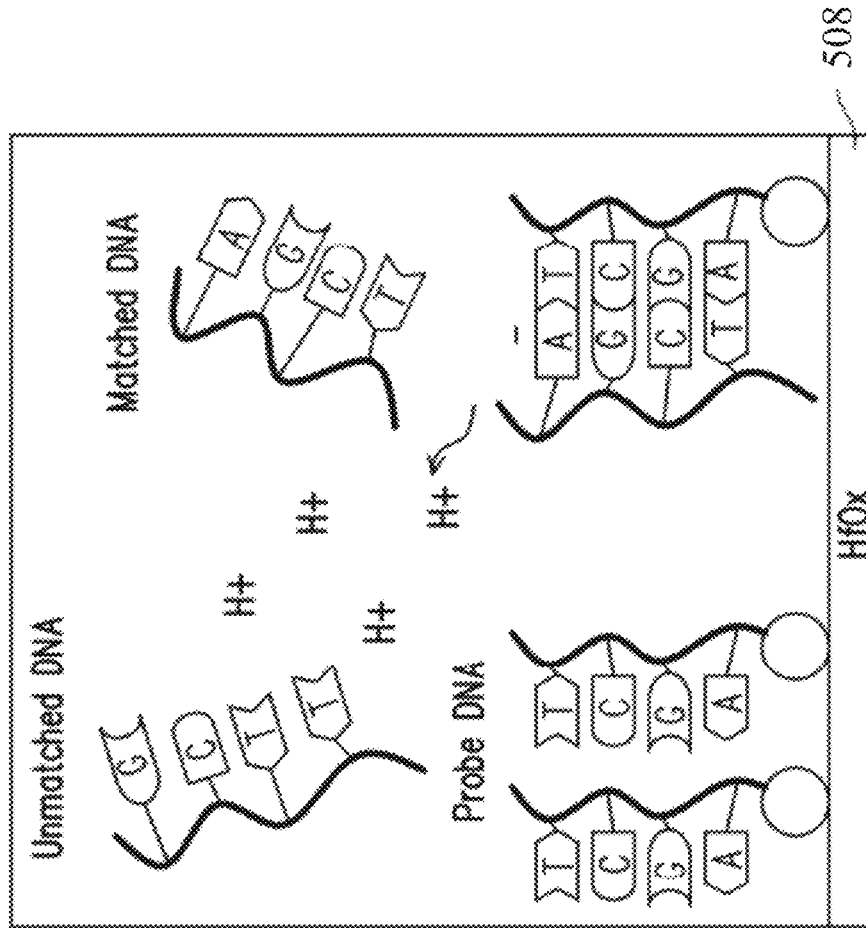 Unmatched DNA
G
C
T
T
Matched DNA
A
G
C
T
H+
H+
H+
H+
Probe DNA
T
C
G
A
T
C
G
A
-
A T
G C
C G
T A
HfOx
508